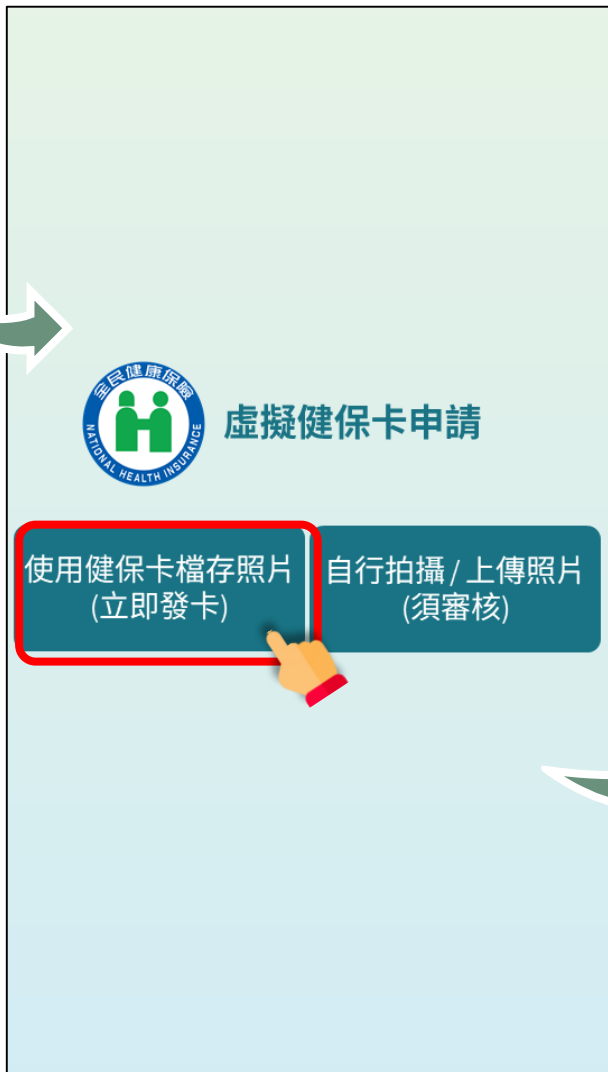 全民健康保險
NATIONAL HEALTH INSURANCE
虛擬健保卡申請
使用健保卡檔存照片
(立即發卡)
自行拍攝/上傳照片
(須審核)